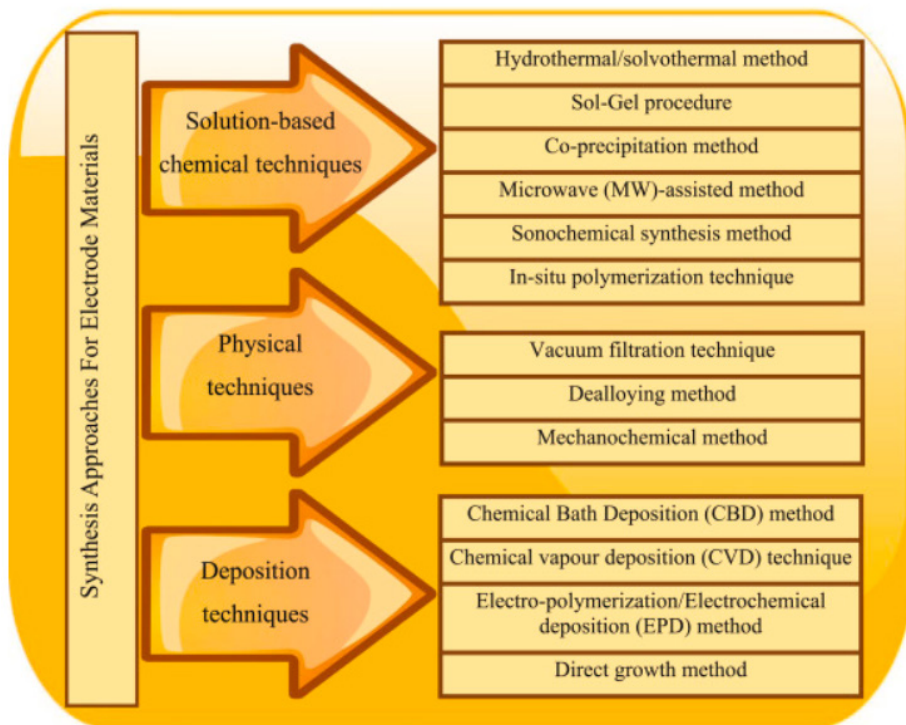 Synthesis Approaches For Electrode Materials
Solution-based
chemical techniques
Hydrothermal/solvothermal method
Sol-Gel procedure
Co-precipitation method
Microwave (MW)-assisted method
Sonochemical synthesis method
In-situ polymerization technique
Physical
techniques
Vacuum filtration technique
Dealloying method
Mechanochemical method
Deposition
techniques
Chemical Bath Deposition (CBD) method
Chemical vapour deposition (CVD) technique
Electro-polymerization/Electrochemical
deposition (EPD) method
Direct growth method